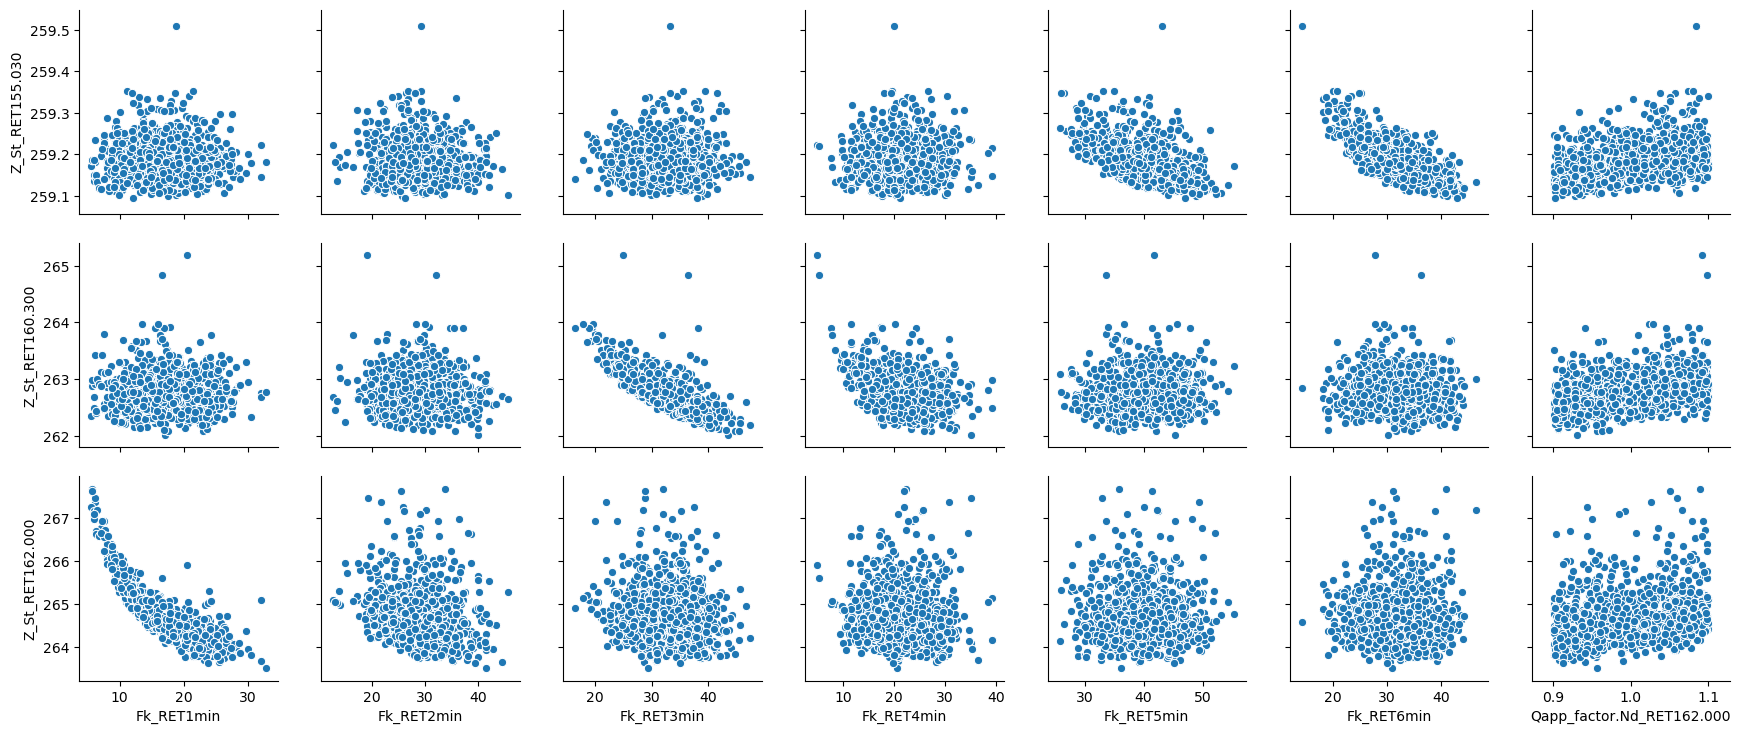 259.5
259.4
259.3
259.2
259.1
Z_St_RET155.030
265
264
263
262
Z_St_RET160.300
267
266
265
264
Z_St_RET162.000
10 20 30
20 30 40
20 30 40
10 20 30 40
30 40 50
20 30 40
0.9 1.0 1.1
Fk_RET1min
Fk_RET2min
Fk_RET3min
Fk_RET4min
Fk_RET5min
Fk_RET6min
Qapp_factor.Nd_RET162.000